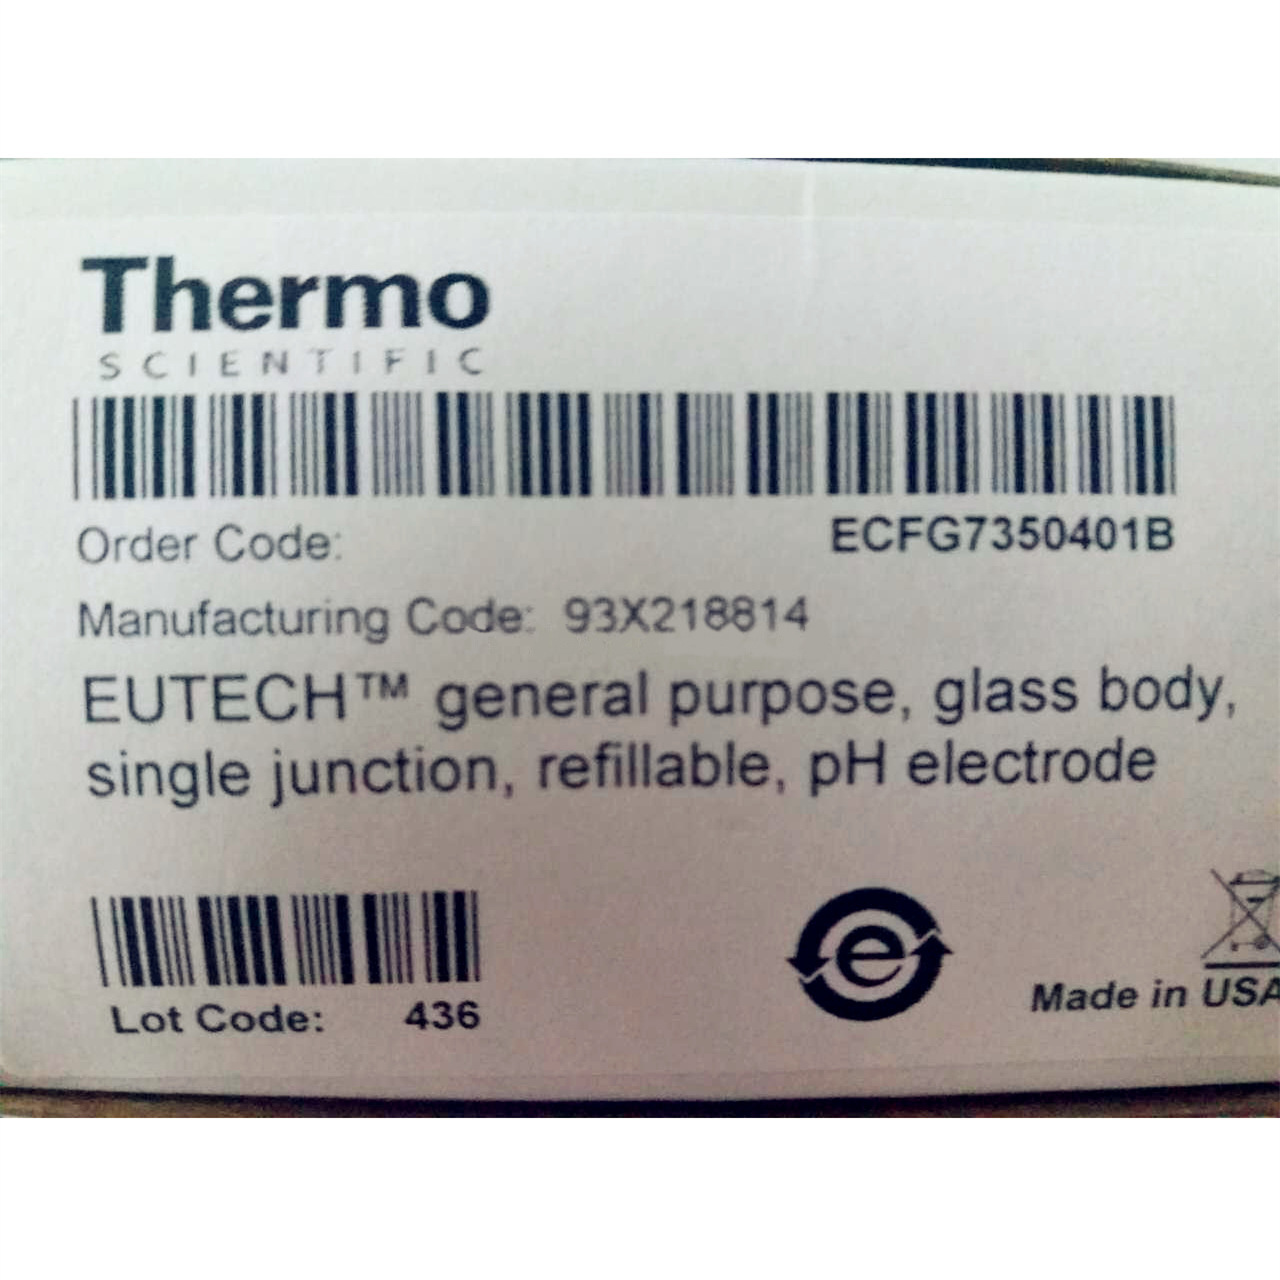 Thermo
SCIENTIFIC
Order Code: ECFG7350401B
Manufacturing Code: 93X218814
EUTECH™ general purpose, glass body,
single junction, refillable, pH electrode
Lot Code: 436
e
Made in USA